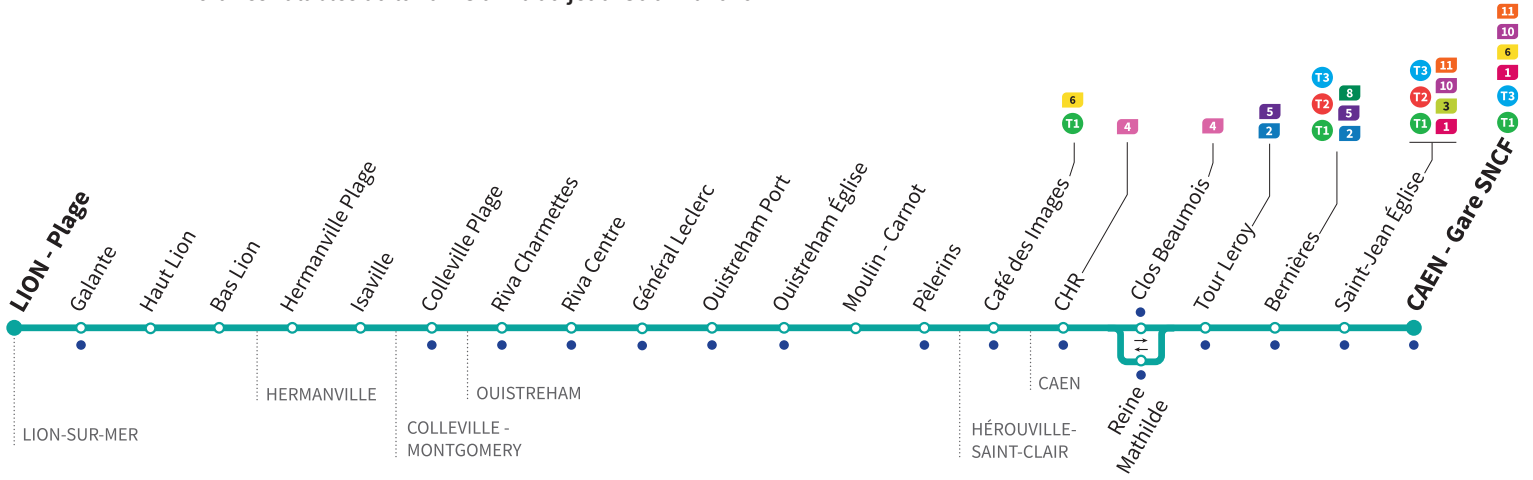 LION - Plage
Galante
Haut Lion
Bas Lion
Hermanville Plage
Isaville
Colleville Plage
Riva Charmettes
Riva Centre
Général Leclerc
Ouistreham Port
Ouistreham Église
Moulin - Carnot
Pèlerins
Café des Images
6
T1
CHR
4
Clos Beaumois
4
Reine
Mathilde
Tour Leroy
5
2
Bernières
T3
T2
T1
8
5
2
Saint-Jean Église
T3
T2
T1
11
10
3
1
CAEN - Gare SNCF
11
10
6
1
T3
T1
LION-SUR-MER
HERMANVILLE
COLLEVILLE -
MONTGOMERY
OUISTREHAM
HÉROUVILLE-
SAINT-CLAIR
CAEN